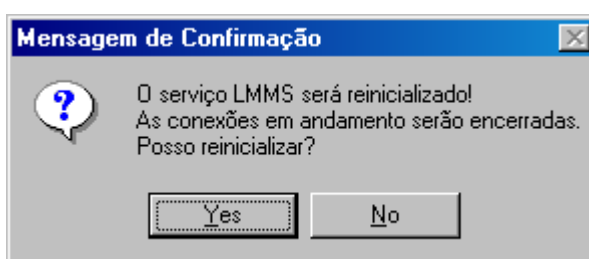 Mensagem de Confirmação
O serviço LMMS será reinicializado!
As conexões em andamento serão encerradas.
Posso reinicializar?
Yes No